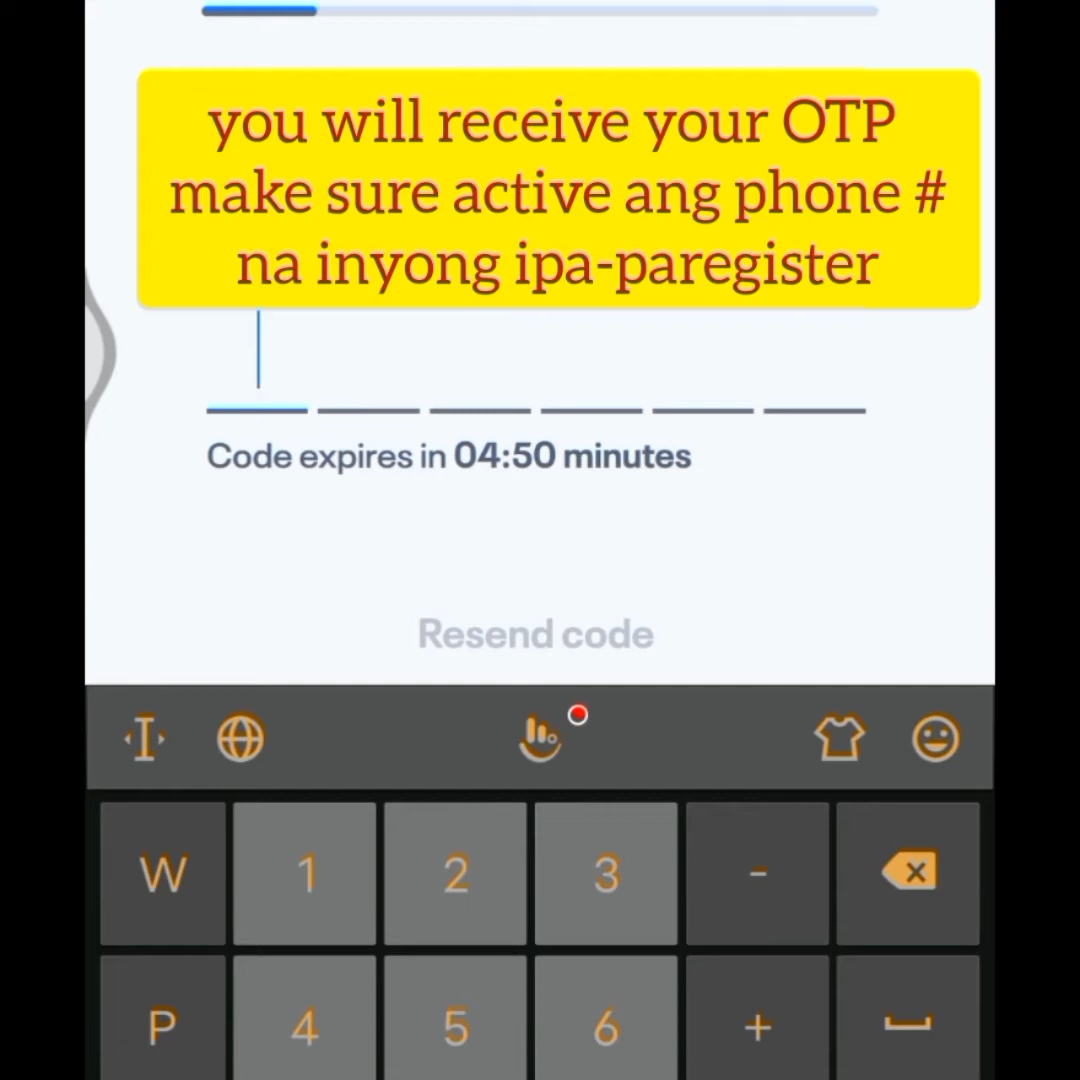 you will receive your OTP
make sure active ang phone #
na inyong ipa-paregister
Code expires in 04:50 minutes
Resend code
W 1 2 3 -
P 4 5 6 +